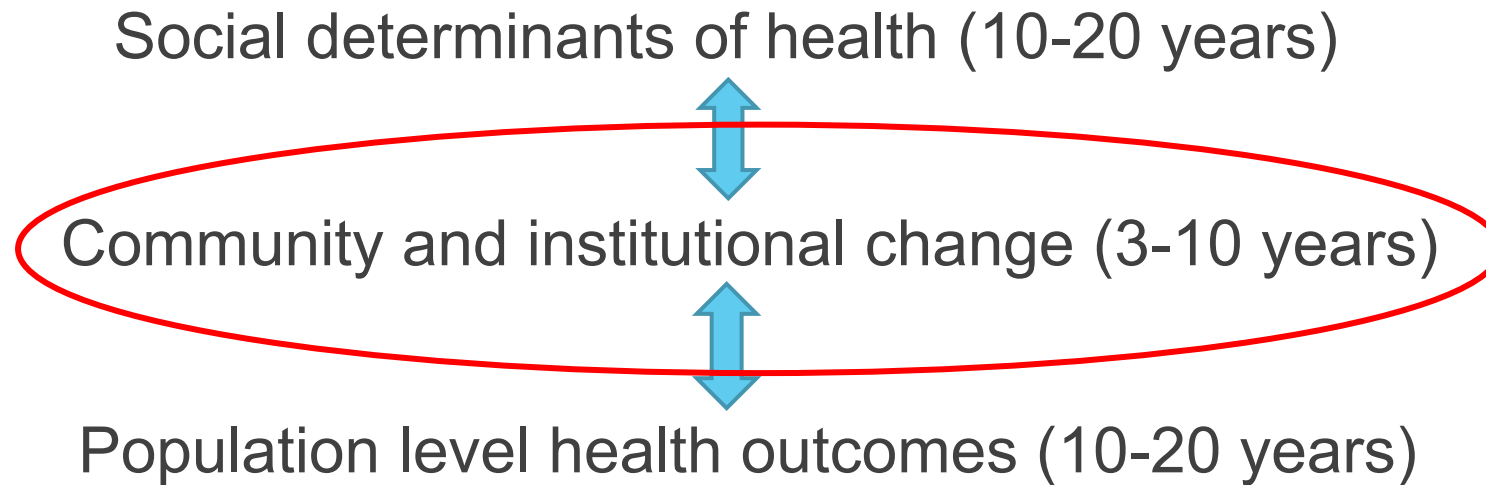 Social determinants of health (10-20 years)
Community and institutional change (3-10 years)
Population level health outcomes (10-20 years)